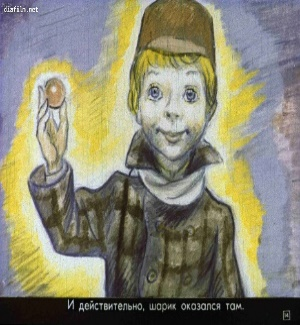 diafilm.net
И действительно, шарик оказался там.